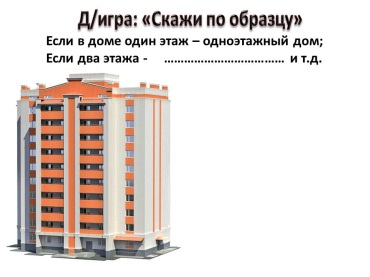 Д/игра: «Скажи по образцу»
Если в доме один этаж – одноэтажный дом;
Если два этажа - ……………………………… и т.д.